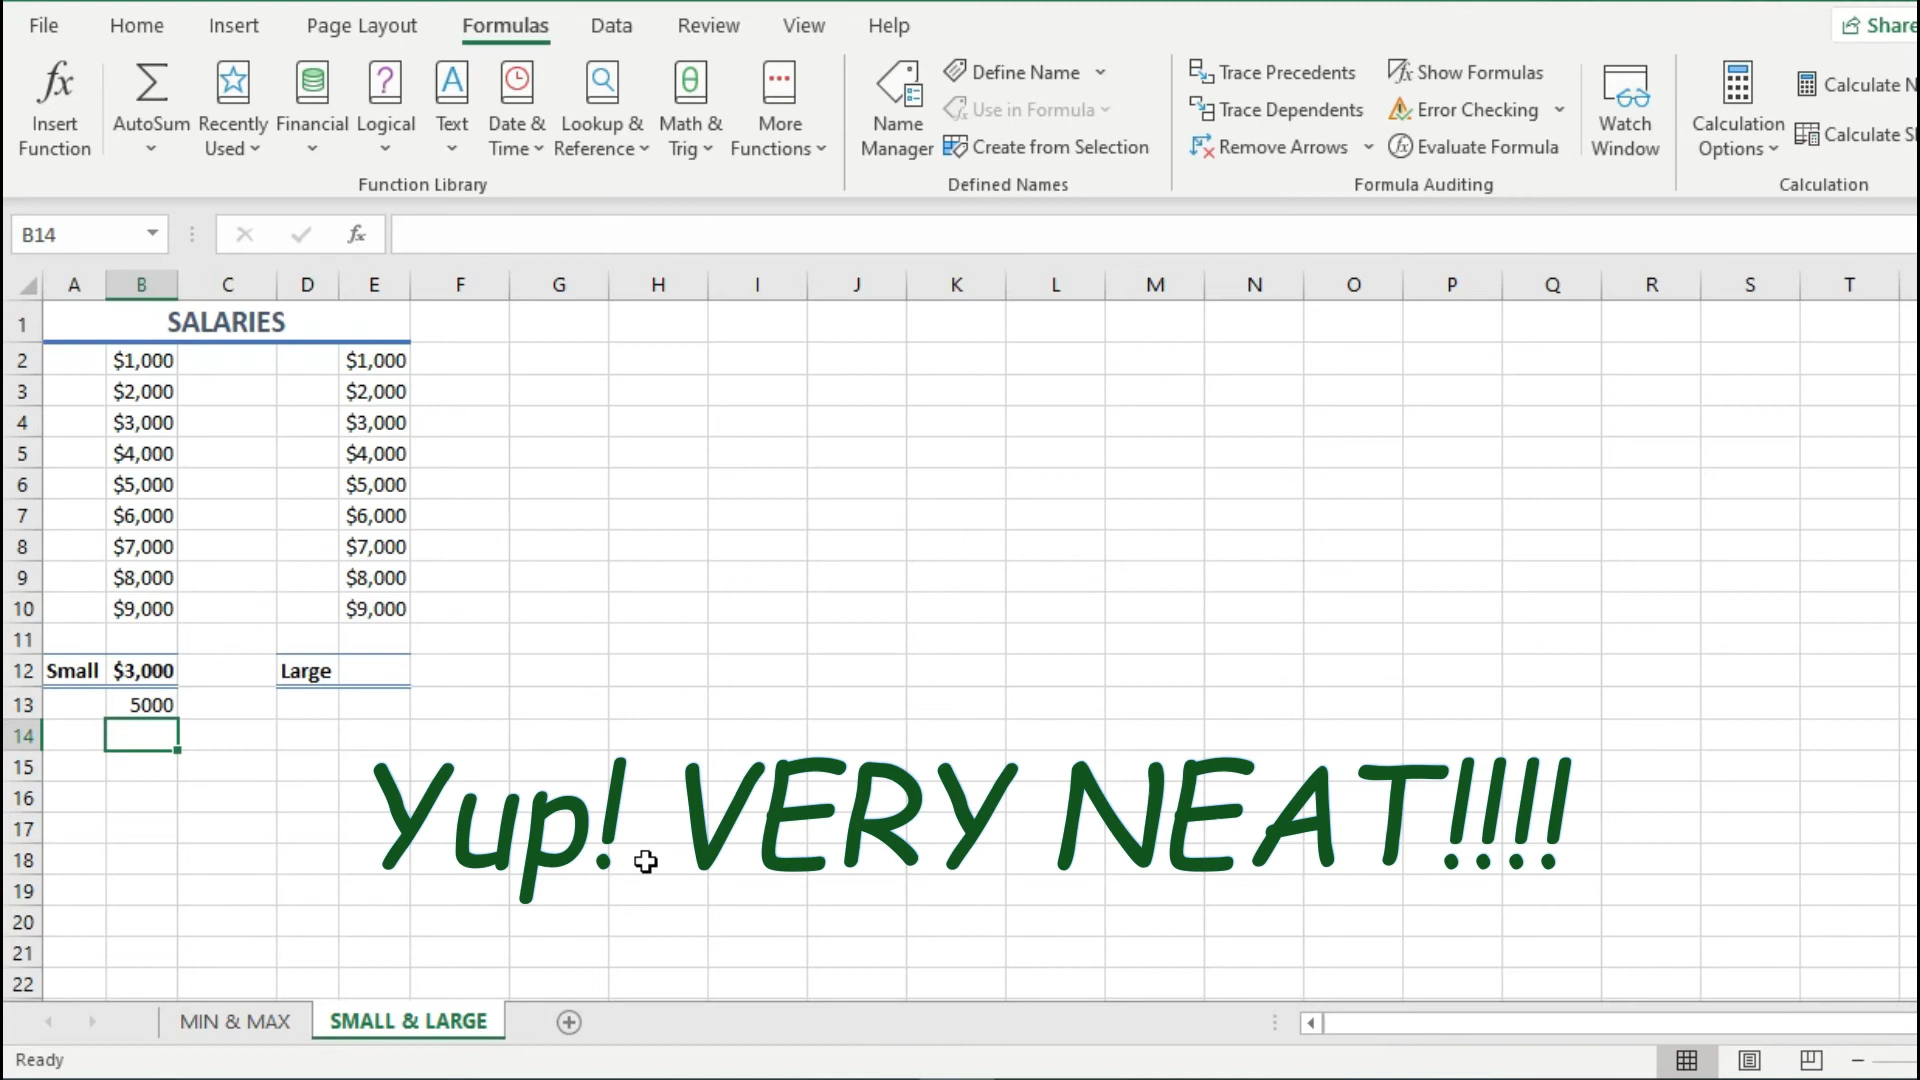 File Home Insert Page Layout Formulas Data Review View Help Share
fx Insert Function
AutoSum
Recently Used
Financial
Logical
Text
Date & Time
Lookup & Reference
Math & Trig
More Functions
Function Library
Name Manager
Define Name
Use in Formula
Create from Selection
Defined Names
Trace Precedents
Trace Dependents
Remove Arrows
Show Formulas
Error Checking
Evaluate Formula
Formula Auditing
Watch Window
Calculation Options
Calculate N
Calculate S
Calculation
B14 fx
A B C D E F G H I J K L M N O P Q R S T
1 SALARIES
2 $1,000 $1,000
3 $2,000 $2,000
4 $3,000 $3,000
5 $4,000 $4,000
6 $5,000 $5,000
7 $6,000 $6,000
8 $7,000 $7,000
9 $8,000 $8,000
10 $9,000 $9,000
11
12 Small $3,000 Large
13 5000
14
15
16
17
18
19
20
21
22
Yup! VERY NEAT!!!!
MIN & MAX SMALL & LARGE
Ready